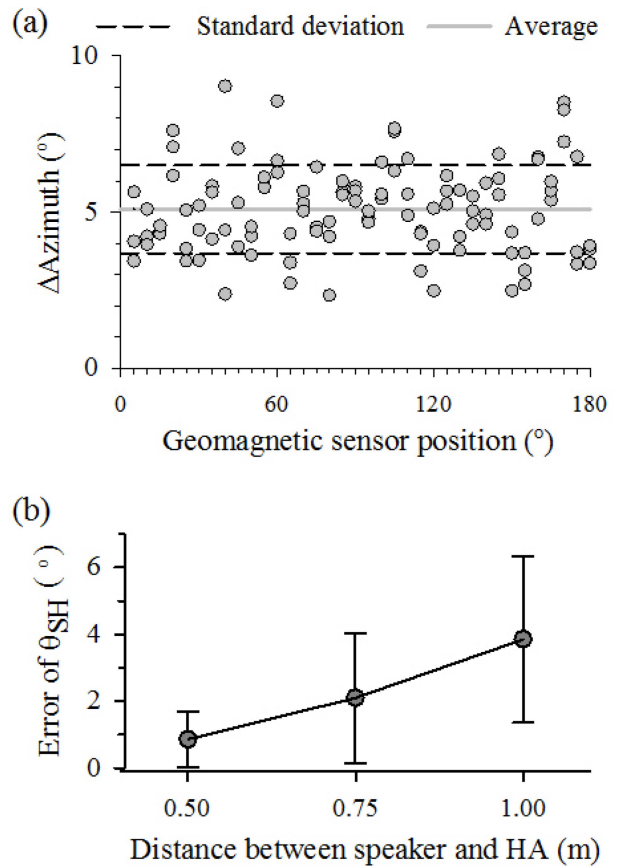 (a)
Standard deviation Average
10
5
0
ΔAzimuth (°)
0 60 120 180
Geomagnetic sensor position (°)
(b)
6
4
2
0
Error of θSH (°)
0.50 0.75 1.00
Distance between speaker and HA (m)